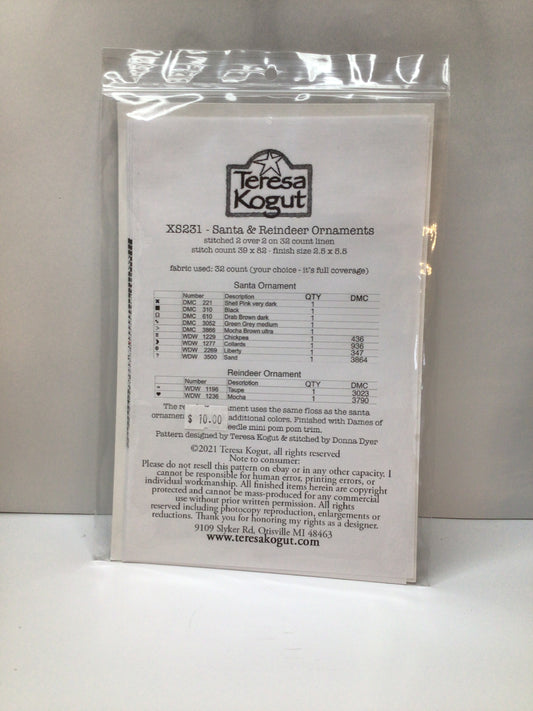 Teresa
Kogut
XS231 - Santa & Reindeer Ornaments
stitched 2 over 2 on 32 count linen
stitch count 39 x 82 - finish size 2.5 x 5.5
fabric used: 32 count (your choice - it's full coverage)
Santa Ornament
Number Description QTY DMC
DMC 221 Shell Pink very dark 1
DMC 310 Black 1
DMC 610 Drab Brown dark 1
DMC 3052 Green Grey medium 1
DMC 3866 Mocha Brown ultra 1
WDW 1229 Chickpea 1 436
WDW 1277 Collards 1 936
WDW 2269 Liberty 1 347
WDW 3500 Sand 1 3864
Reindeer Ornament
Number Description QTY DMC
WDW 1196 Taupe 1 3023
WDW 1236 Mocha 1 3790
The ament uses the same floss as the santa
ornamen additional colors. Finished with Dames of
eedle mini pom pom trim.
$ 10.00
Pattern designed by Teresa Kogut & stitched by Donna Dyer
©2021 Teresa Kogut, all rights reserved
Note to consumer:
Please do not resell this pattern on ebay or in any other capacity. I
cannot be responsible for human error, printing errors, or
individual workmanship. All finished items herein are copyright
protected and cannot be mass-produced for any commercial
use without prior written permission. All rights
reserved including photocopy reproduction, enlargements or
reductions. Thank you for honoring my rights as a designer.
9109 Slyker Rd, Otisville MI 48463
www.teresakogut.com